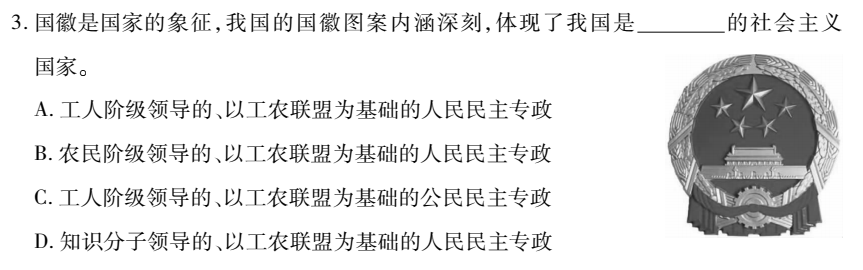 3. 国徽是国家的象征,我国的国徽图案内涵深刻,体现了我国是________的社会主义
国家。
A. 工人阶级领导的、以工农联盟为基础的人民民主专政
B. 农民阶级领导的、以工农联盟为基础的人民民主专政
C. 工人阶级领导的、以工农联盟为基础的公民民主专政
D. 知识分子领导的、以工农联盟为基础的人民民主专政